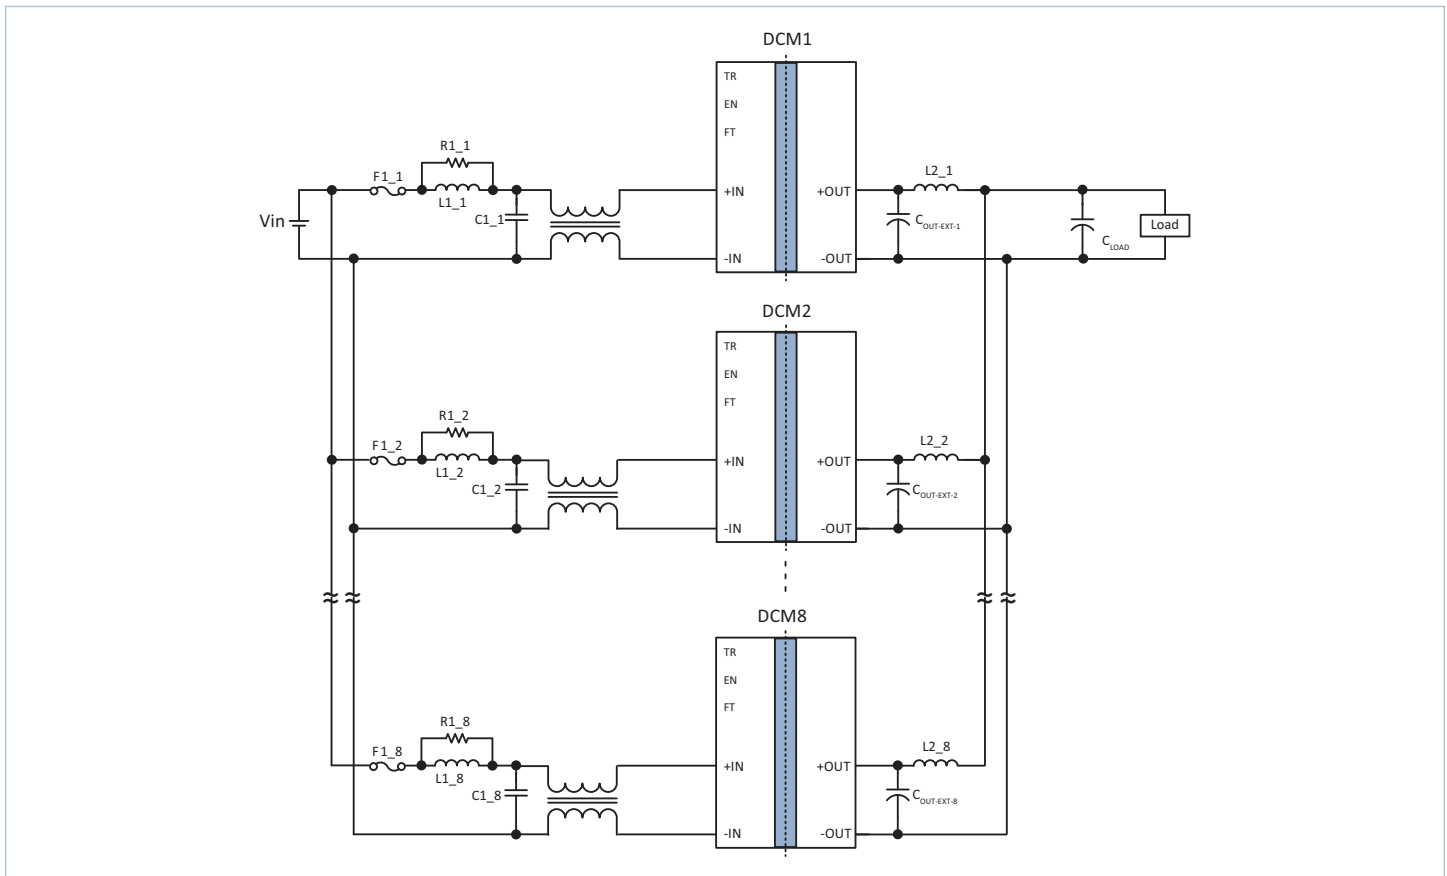 DCM1
TR
EN
FT
R1_1
F1_1
L1_1
C1_1
Vin
+IN
-IN
+OUT
-OUT
L2_1
COUT-EXT-1
CLOAD
Load
DCM2
TR
EN
FT
R1_2
F1_2
L1_2
C1_2
+IN
-IN
+OUT
-OUT
L2_2
COUT-EXT-2
DCM8
TR
EN
FT
R1_8
F1_8
L1_8
C1_8
+IN
-IN
+OUT
-OUT
L2_8
COUT-EXT-8